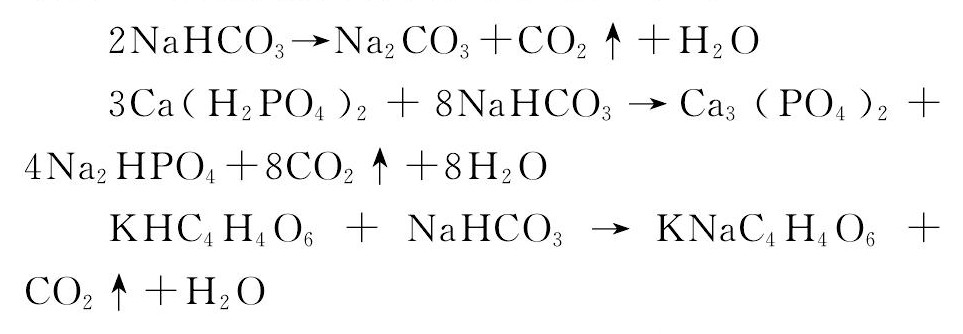 2NaHCO₃→Na₂CO₃+CO₂↑+H₂O
3Ca(H₂PO₄)₂ + 8NaHCO₃→Ca₃(PO₄)₂ +
4Na₂HPO₄+8CO₂↑+8H₂O
KHC₄H₄O₆ + NaHCO₃ → KNaC₄H₄O₆ +
CO₂↑+H₂O